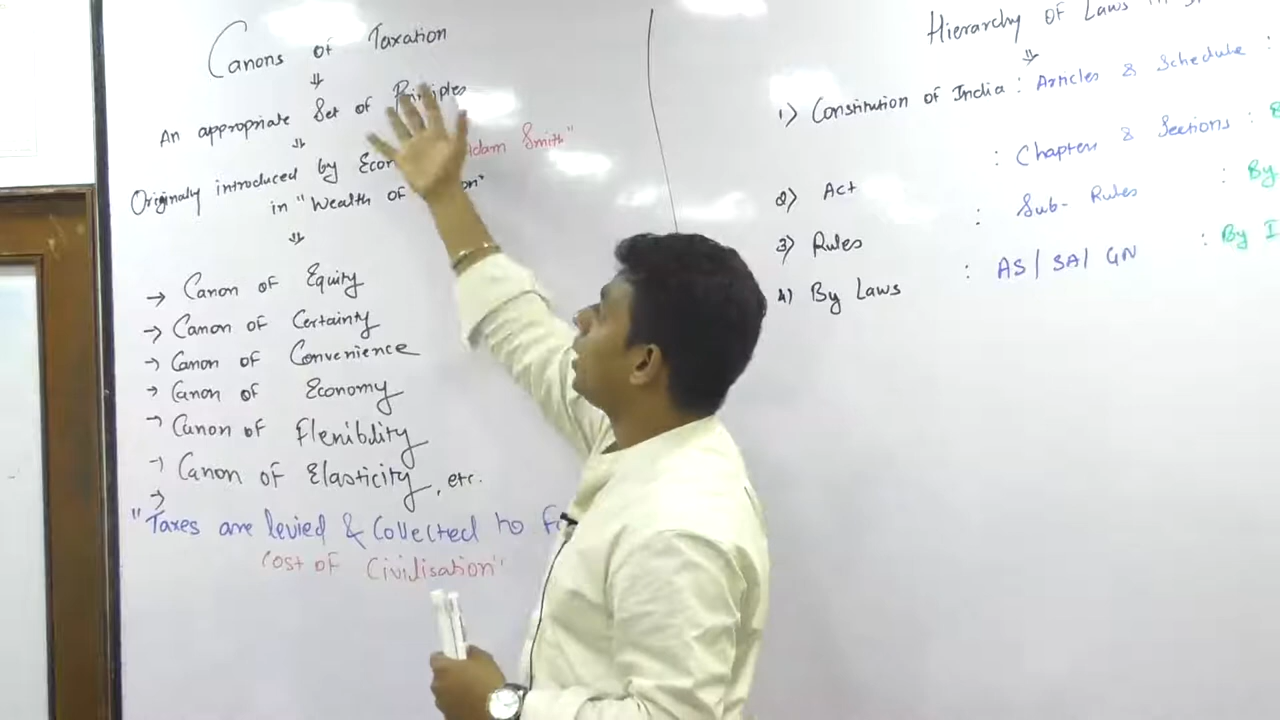 Canons of Taxation
⇓
An appropriate Set of Principles
⇓
Originally introduced by Adam Smith"
in "Wealth of
⇓
→ Canon of Equity
→ Canon of Certainty
→ Canon of Convenience
→ Canon of Economy
→ Canon of Flexibility
→ Canon of Elasticity, etc.
→
"Taxes are levied & Collected to
Cost of Civilisation"
Hierarchy of Laws in
⇓
1) Constitution of India : Articles & Schedule :
2) Act : Chapters & Sections :
3) Rules : Sub-Rules : By
4) By Laws : AS / SA / GN : By